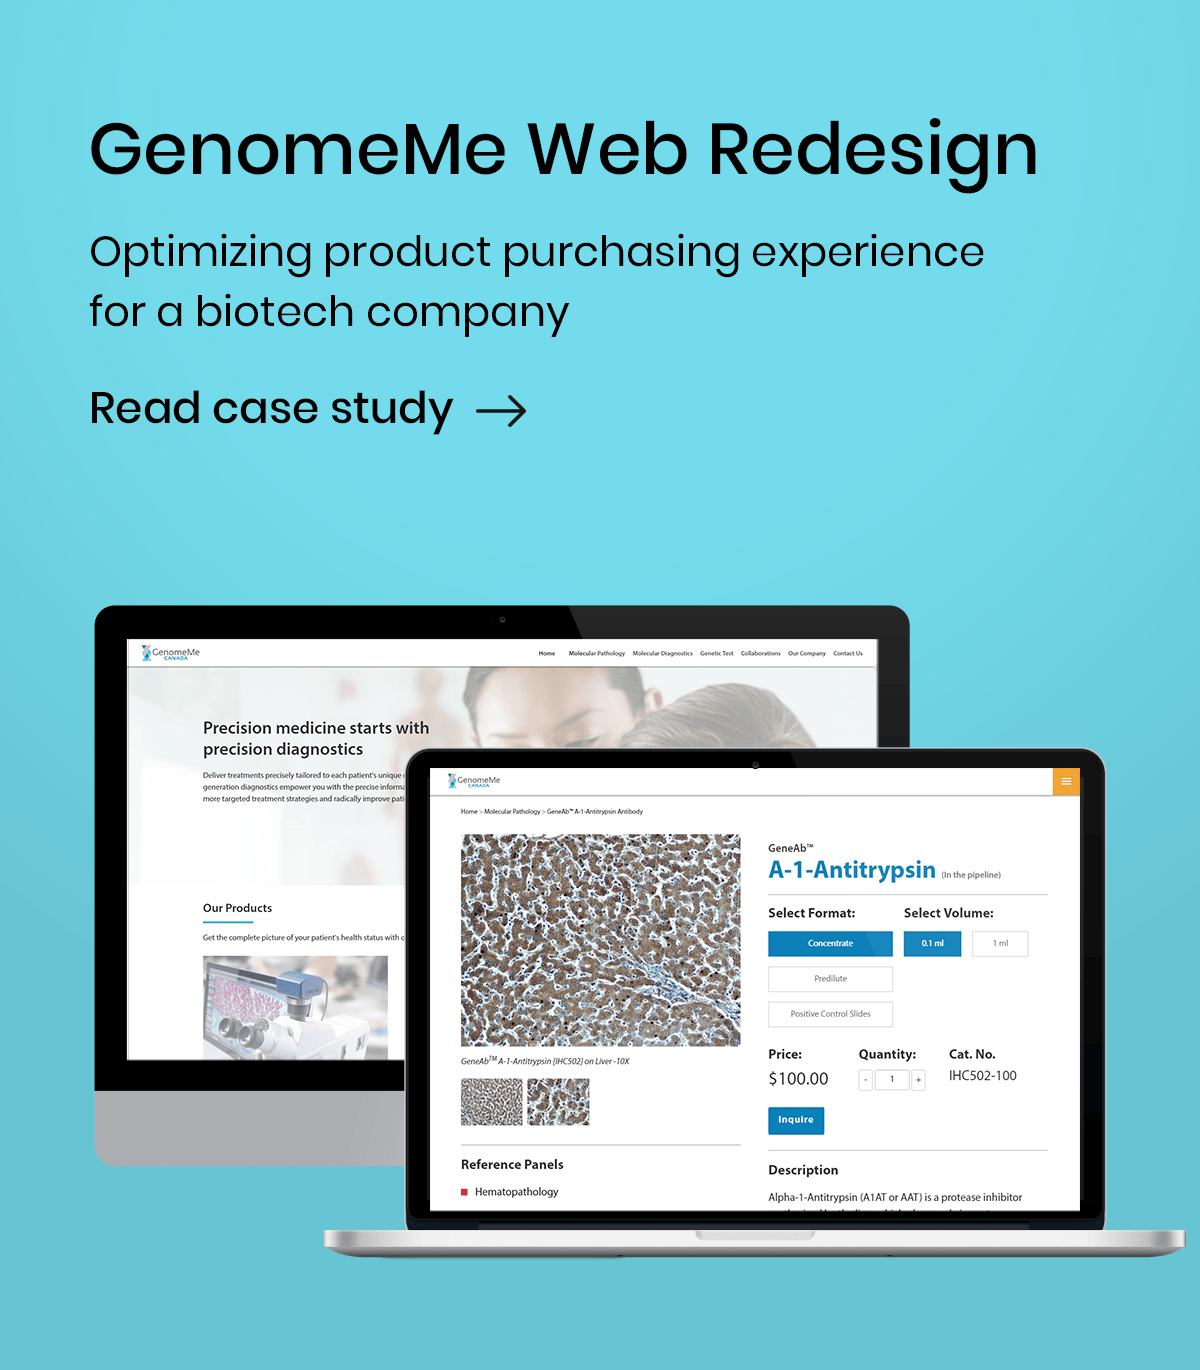 GenomeMe Web Redesign
Optimizing product purchasing experience
for a biotech company
Read case study
GenomeMe
CANADA
Home Molecular Pathology Molecular Diagnostics Genetic Test Collaborations Our Company Contact Us
Precision medicine starts with
precision diagnostics
Deliver treatments precisely tailored to each patient's unique
generation diagnostics empower you with the precise
more targeted treatment strategies and radically improve
Our Products
Get the complete picture of your patient's health status with
GenomeMe
CANADA
Home > Molecular Pathology > GeneAb™ A-1-Antitrypsin Antibody
GeneAb™ A-1-Antitrypsin [IHC502] on Liver -10X
Reference Panels
Hematopathology
GeneAb™
A-1-Antitrypsin (In the pipeline)
Select Format: Select Volume:
Concentrate 0.1 ml 1 ml
Predilute
Positive Control Slides
Price: Quantity: Cat. No.
$100.00 - 1 + IHC502-100
Inquire
Description
Alpha-1-Antitrypsin (A1AT or AAT) is a protease inhibitor